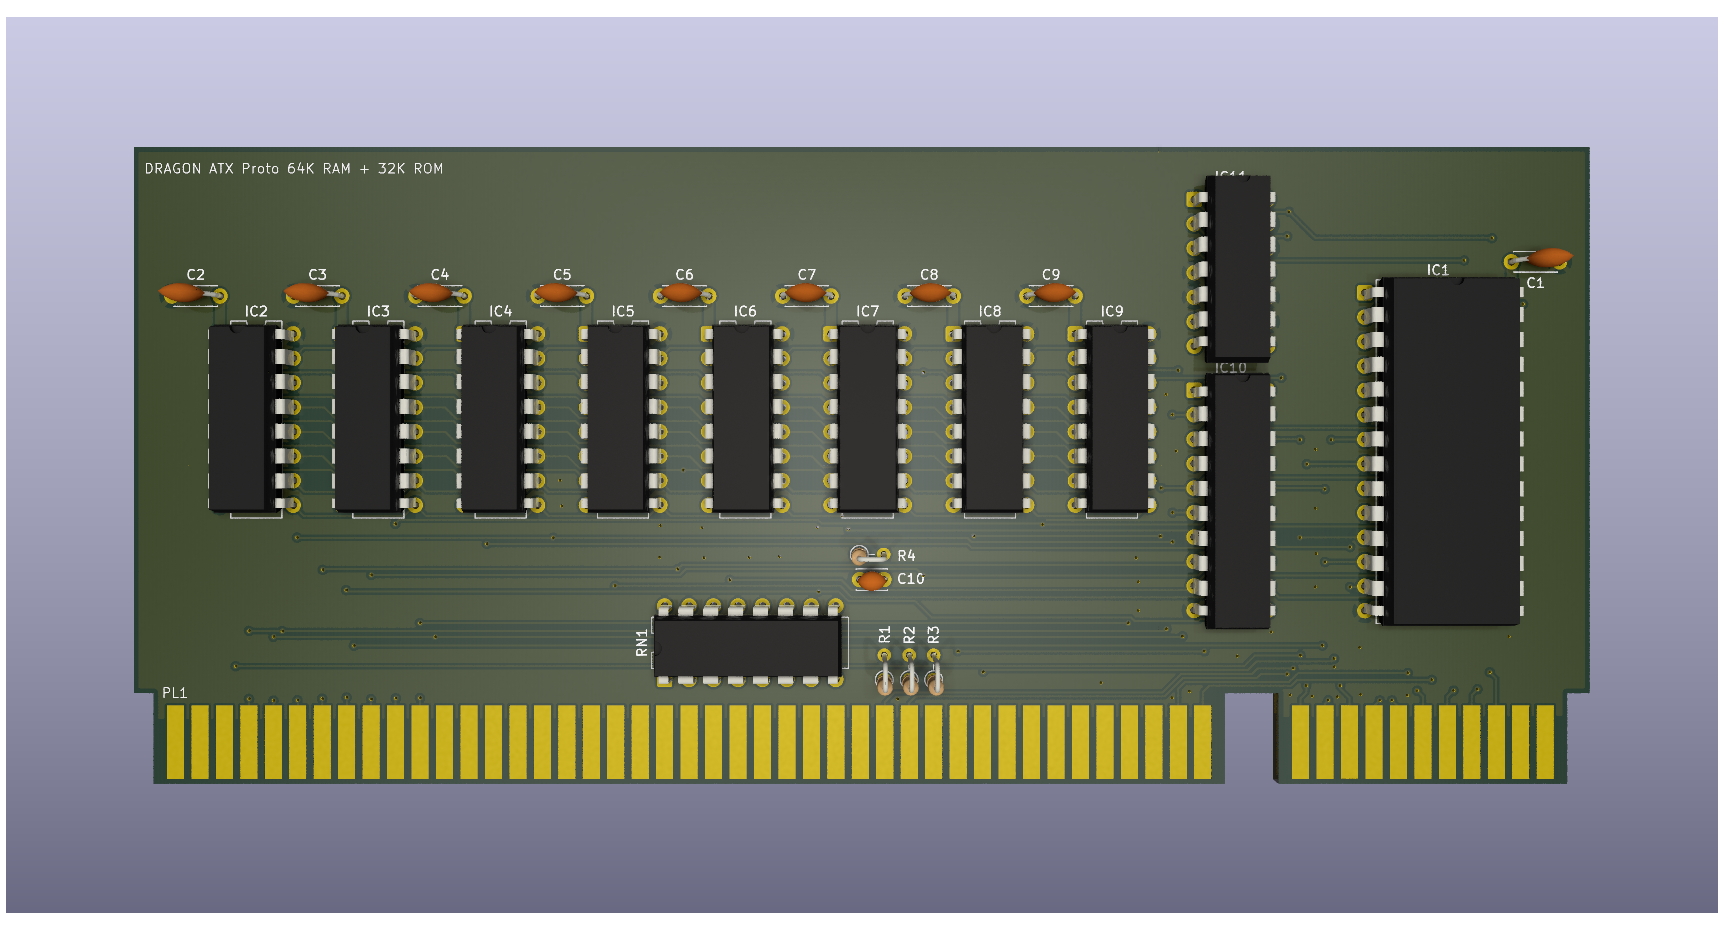 DRAGON ATX Proto 64K RAM + 32K ROM
IC11
C2
C3
C4
C5
C6
C7
C8
C9
IC1
C1
IC2
IC3
IC4
IC5
IC6
IC7
IC8
IC9
IC10
R4
C10
RN1
R1
R2
R3
PL1